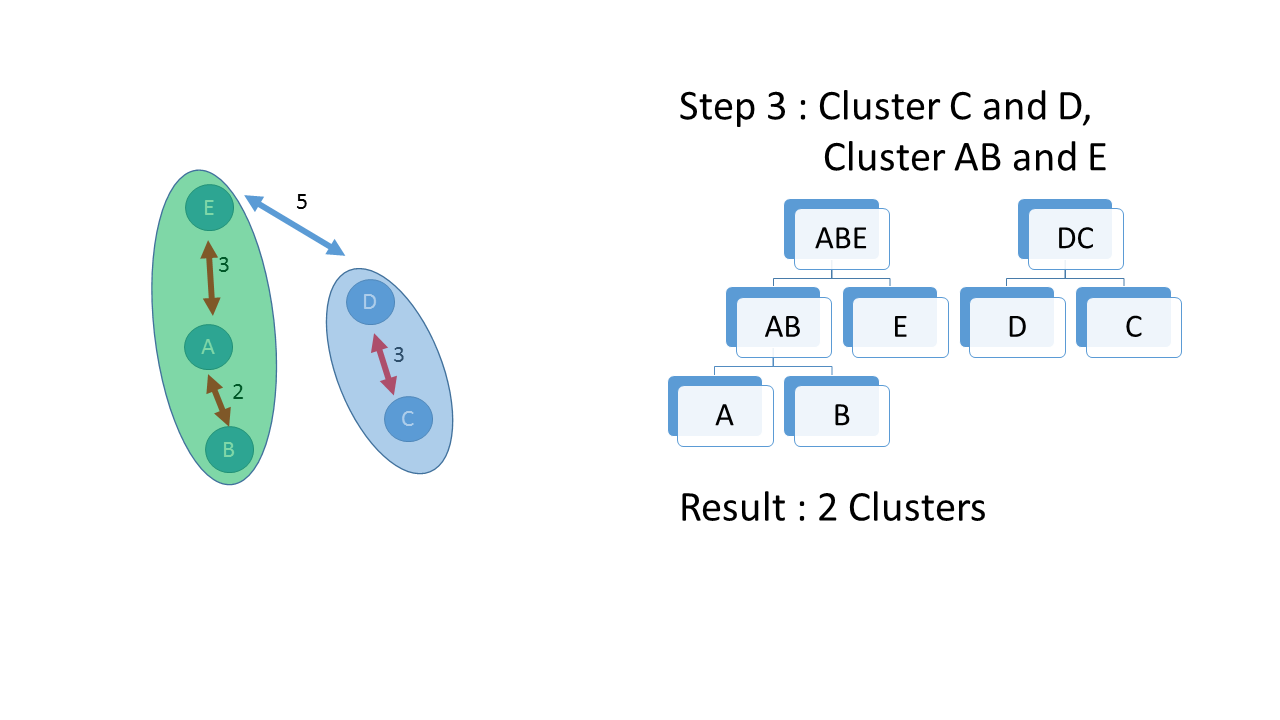 Step 3 : Cluster C and D,
Cluster AB and E
E
5
3
D
A
3
2
C
B
ABE
DC
AB
E
D
C
A
B
Result : 2 Clusters